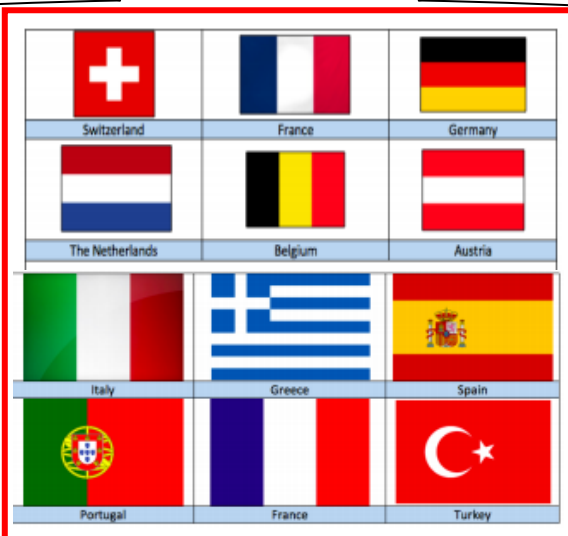 Switzerland France Germany
The Netherlands Belgium Austria
Italy Greece Spain
Portugal France Turkey